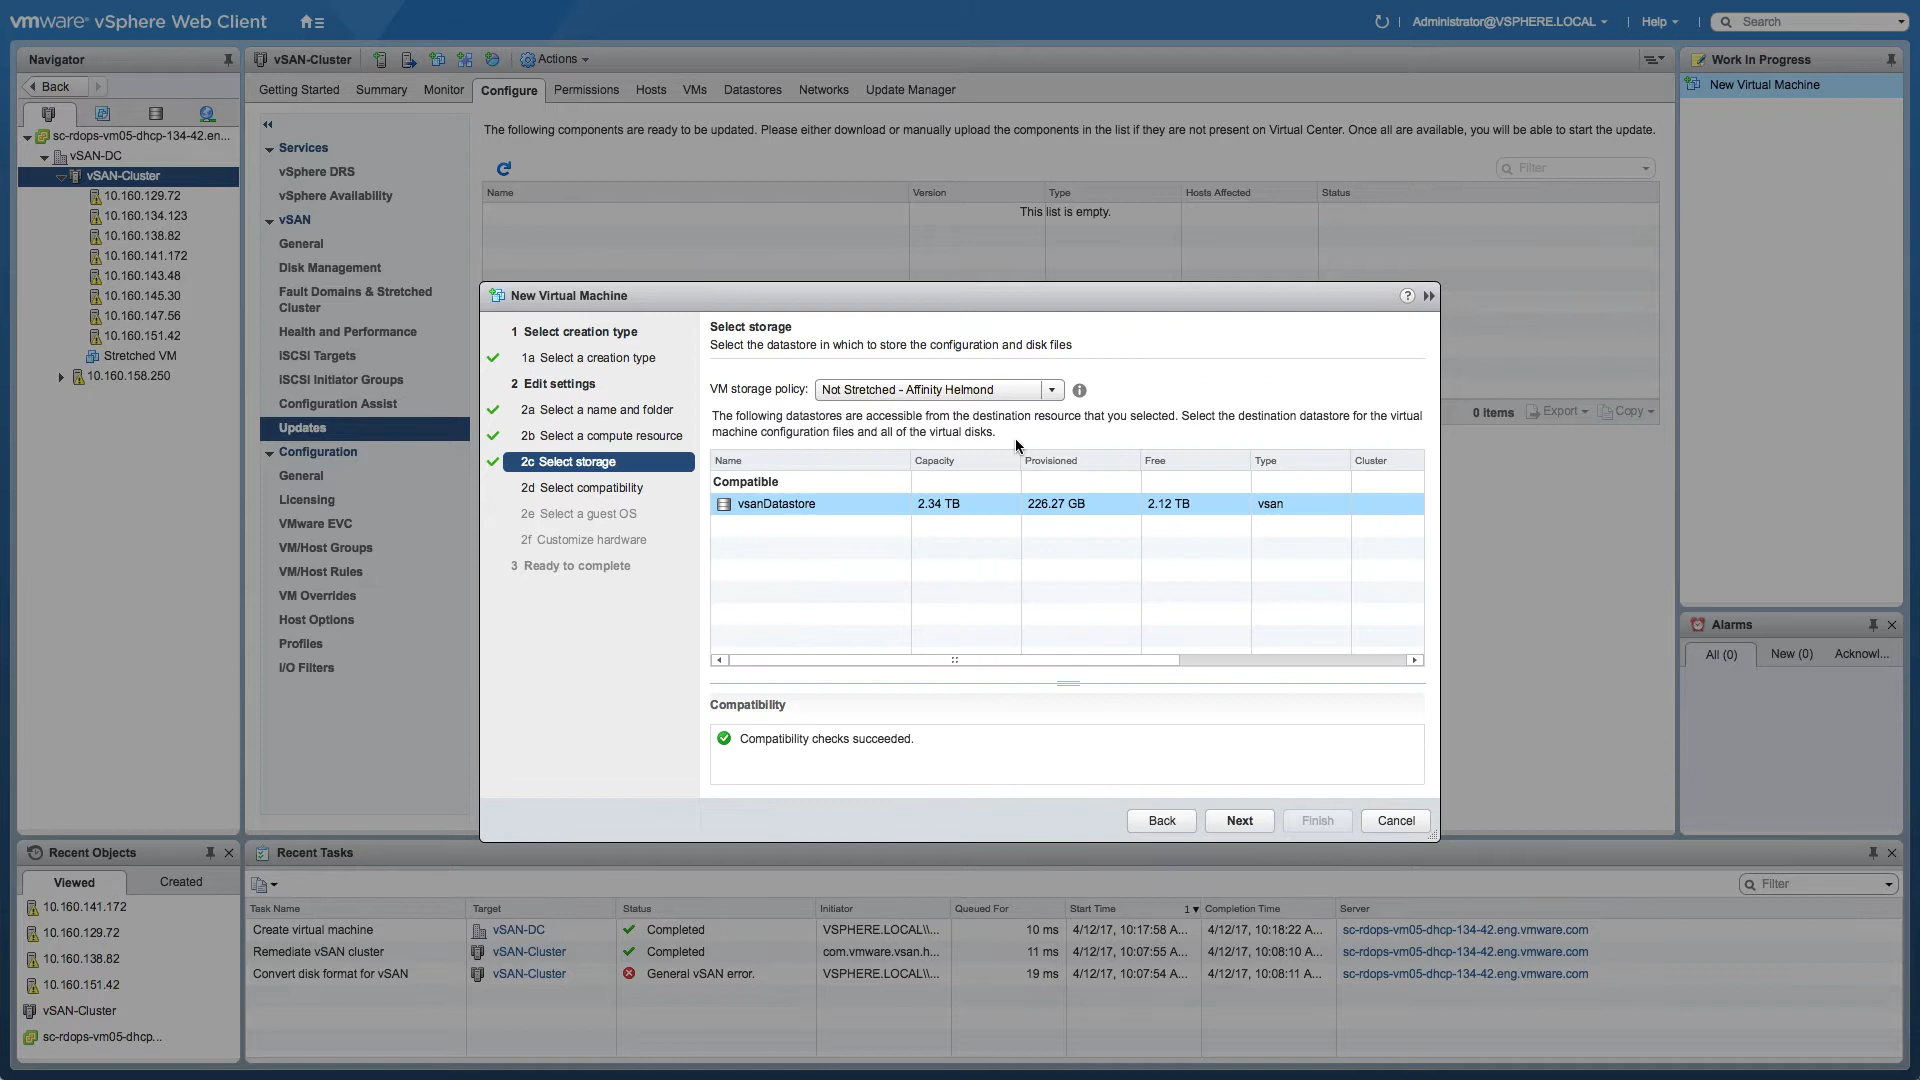 vmware® vSphere Web Client
Administrator@VSPHERE.LOCAL
Help
Search
Navigator
Back
sc-rdops-vm05-dhcp-134-42.en...
vSAN-DC
vSAN-Cluster
10.160.129.72
10.160.134.123
10.160.138.82
10.160.141.172
10.160.143.48
10.160.145.30
10.160.147.56
10.160.151.42
Stretched VM
10.160.158.250
vSAN-Cluster
Actions
Getting Started Summary Monitor Configure Permissions Hosts VMs Datastores Networks Update Manager
Services
vSphere DRS
vSphere Availability
vSAN
General
Disk Management
Fault Domains & Stretched
Cluster
Health and Performance
iSCSI Targets
iSCSI Initiator Groups
Configuration Assist
Updates
Configuration
General
Licensing
VMware EVC
VM/Host Groups
VM/Host Rules
VM Overrides
Host Options
Profiles
I/O Filters
The following components are ready to be updated. Please either download or manually upload the components in the list if they are not present on Virtual Center. Once all are available, you will be able to start the update.
Filter
Name Version Type Hosts Affected Status
This list is empty.
0 items Export Copy
New Virtual Machine
1 Select creation type
1a Select a creation type
2 Edit settings
2a Select a name and folder
2b Select a compute resource
2c Select storage
2d Select compatibility
2e Select a guest OS
2f Customize hardware
3 Ready to complete
Select storage
Select the datastore in which to store the configuration and disk files
VM storage policy: Not Stretched - Affinity Helmond
The following datastores are accessible from the destination resource that you selected. Select the destination datastore for the virtual
machine configuration files and all of the virtual disks.
Name Capacity Provisioned Free Type Cluster
Compatible
vsanDatastore 2.34 TB 226.27 GB 2.12 TB vsan
Compatibility
Compatibility checks succeeded.
Back Next Finish Cancel
Work In Progress
New Virtual Machine
Alarms
All (0) New (0) Acknowl...
Recent Objects
Viewed Created
10.160.141.172
10.160.129.72
10.160.138.82
10.160.151.42
vSAN-Cluster
sc-rdops-vm05-dhcp...
Recent Tasks
Filter
Task Name Target Status Initiator Queued For Start Time 1 Completion Time Server
Create virtual machine vSAN-DC Completed VSPHERE.LOCAL\\... 10 ms 4/12/17, 10:17:58 A... 4/12/17, 10:18:22 A... sc-rdops-vm05-dhcp-134-42.eng.vmware.com
Remediate vSAN cluster vSAN-Cluster Completed com.vmware.vsan.h... 11 ms 4/12/17, 10:07:55 A... 4/12/17, 10:08:10 A... sc-rdops-vm05-dhcp-134-42.eng.vmware.com
Convert disk format for vSAN vSAN-Cluster General vSAN error. VSPHERE.LOCAL\\... 19 ms 4/12/17, 10:07:54 A... 4/12/17, 10:08:11 A... sc-rdops-vm05-dhcp-134-42.eng.vmware.com